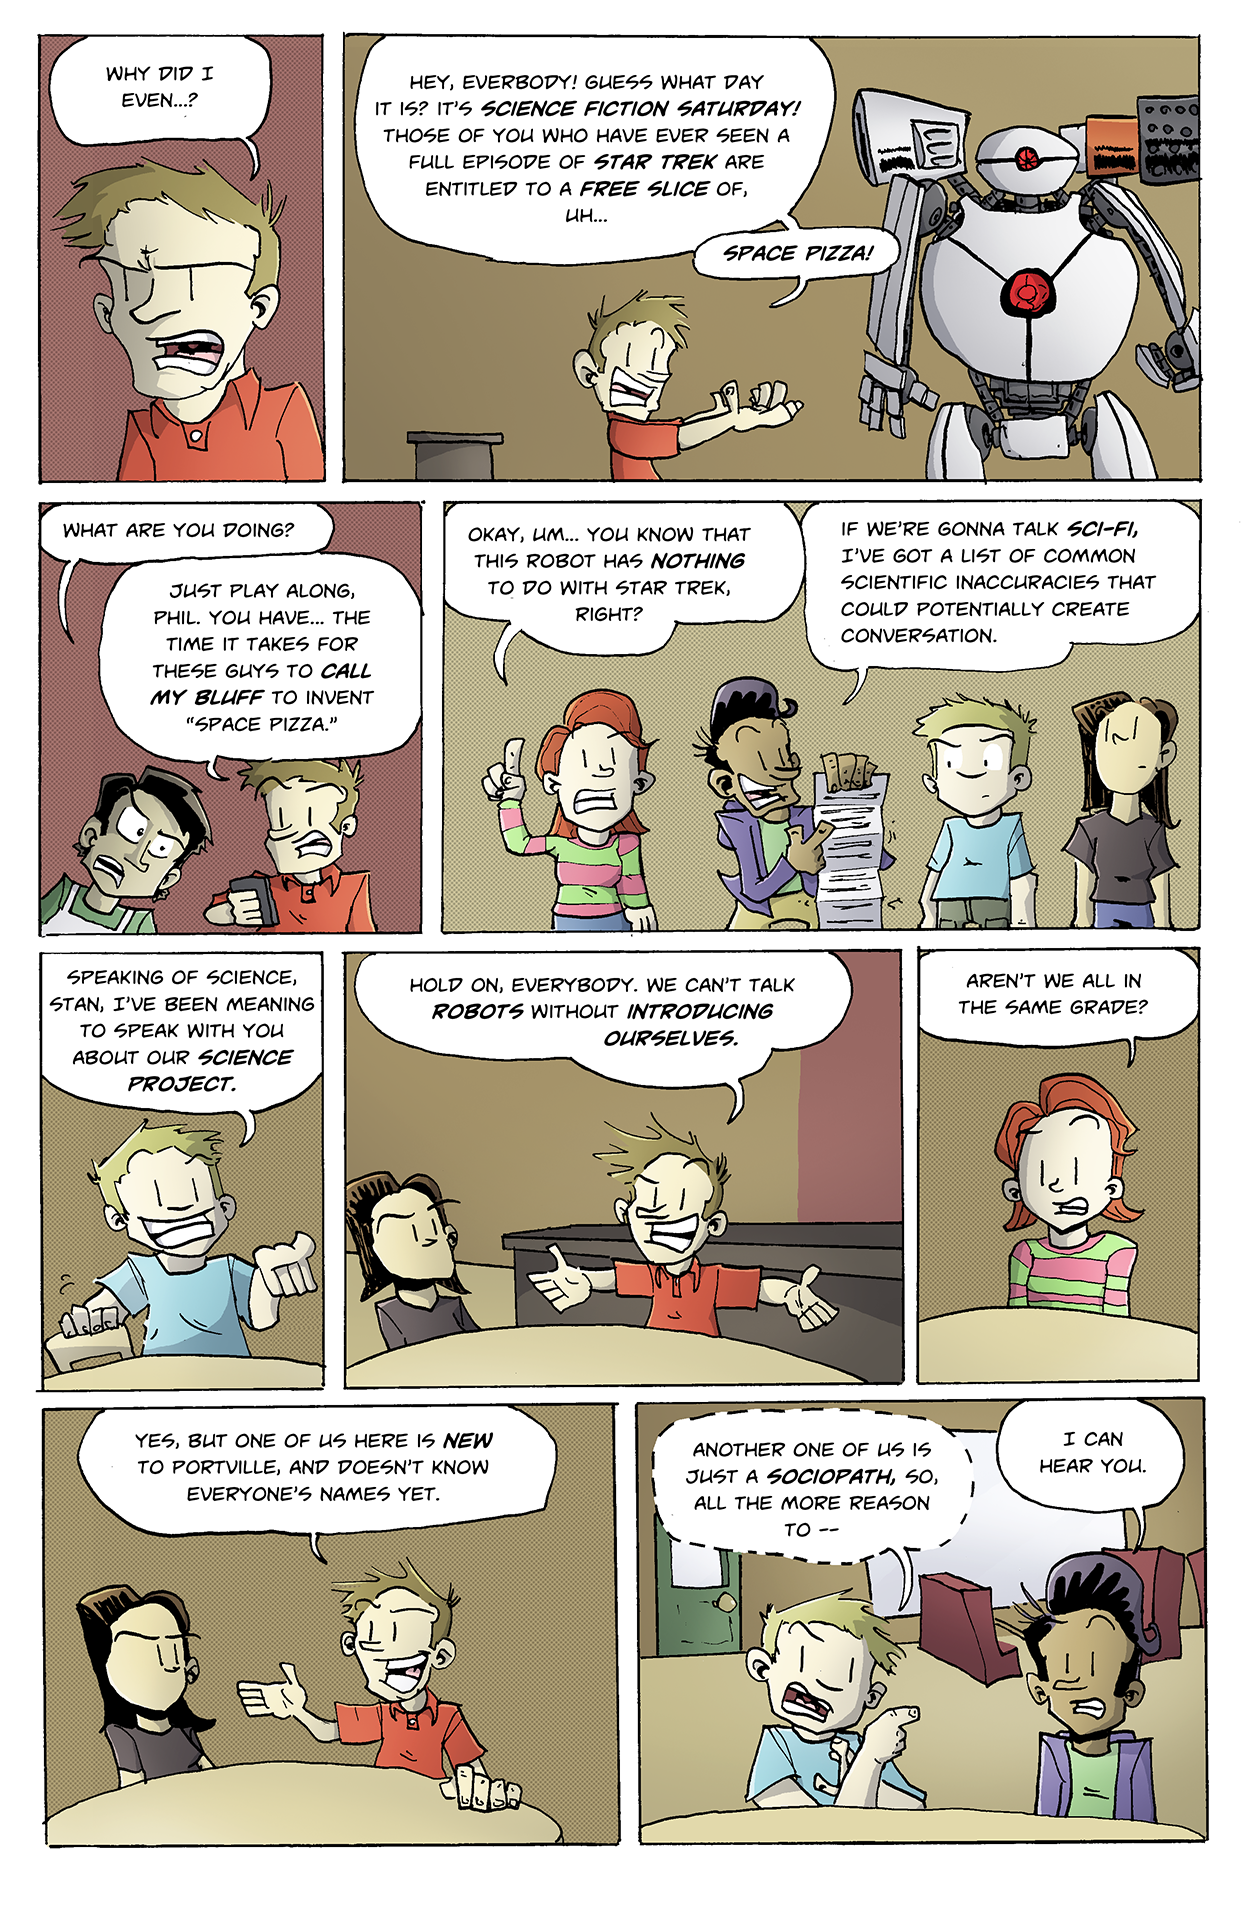 WHY DID I
EVEN...?
HEY, EVERBODY! GUESS WHAT DAY
IT IS? IT'S SCIENCE FICTION SATURDAY!
THOSE OF YOU WHO HAVE EVER SEEN A
FULL EPISODE OF STAR TREK ARE
ENTITLED TO A FREE SLICE OF,
UH...
SPACE PIZZA!
WHAT ARE YOU DOING?
JUST PLAY ALONG,
PHIL. YOU HAVE... THE
TIME IT TAKES FOR
THESE GUYS TO CALL
MY BLUFF TO INVENT
“SPACE PIZZA.”
OKAY, UM... YOU KNOW THAT
THIS ROBOT HAS NOTHING
TO DO WITH STAR TREK,
RIGHT?
IF WE'RE GONNA TALK SCI-FI,
I'VE GOT A LIST OF COMMON
SCIENTIFIC INACCURACIES THAT
COULD POTENTIALLY CREATE
CONVERSATION.
SPEAKING OF SCIENCE,
STAN, I'VE BEEN MEANING
TO SPEAK WITH YOU
ABOUT OUR SCIENCE
PROJECT.
HOLD ON, EVERYBODY. WE CAN'T TALK
ROBOTS WITHOUT INTRODUCING
OURSELVES.
AREN'T WE ALL IN
THE SAME GRADE?
YES, BUT ONE OF US HERE IS NEW
TO PORTVILLE, AND DOESN'T KNOW
EVERYONE'S NAMES YET.
ANOTHER ONE OF US IS
JUST A SOCIOPATH, SO,
ALL THE MORE REASON
TO --
I CAN
HEAR YOU.